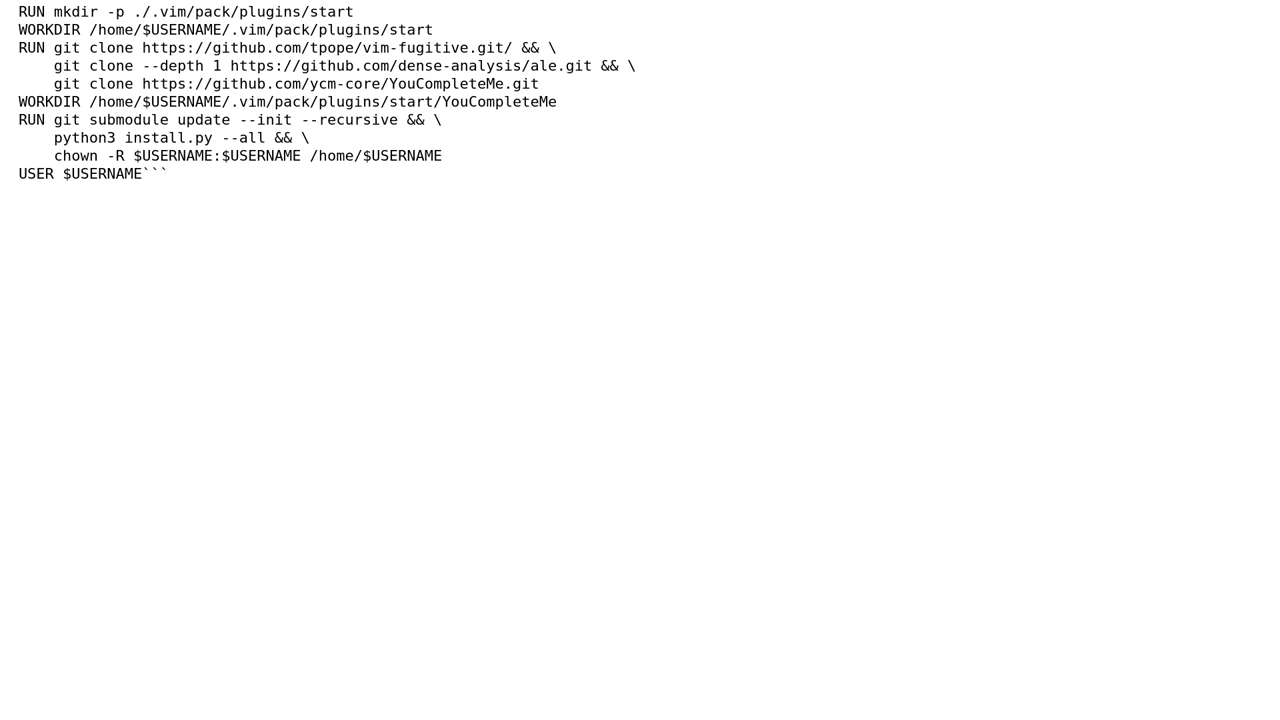 RUN mkdir -p ./.vim/pack/plugins/start
WORKDIR /home/$USERNAME/.vim/pack/plugins/start
RUN git clone https://github.com/tpope/vim-fugitive.git/ && \
    git clone --depth 1 https://github.com/dense-analysis/ale.git && \
    git clone https://github.com/ycm-core/YouCompleteMe.git
WORKDIR /home/$USERNAME/.vim/pack/plugins/start/YouCompleteMe
RUN git submodule update --init --recursive && \
    python3 install.py --all && \
    chown -R $USERNAME:$USERNAME /home/$USERNAME
USER $USERNAME```